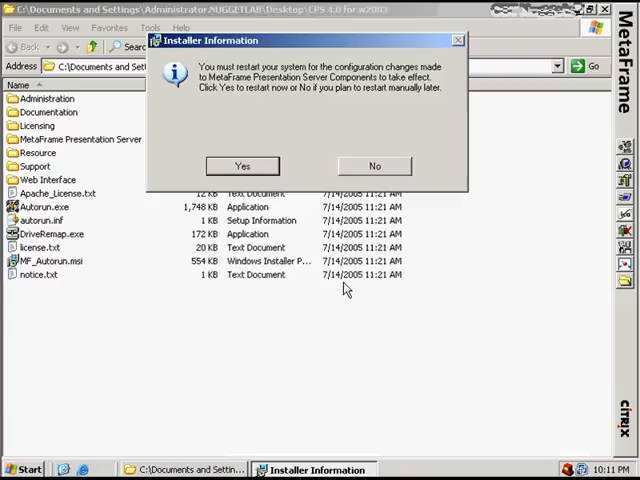 C:\Documents and Settings\Administrator.NUGGETLAB\Desktop\CPS 4.0 for w2003
File Edit View Favorites Tools Help
Back Search
Address C:\Documents and Settings Go
Name
Administration
Documentation
Licensing
MetaFrame Presentation Server
Resource
Support
Web Interface
Apache_License.txt 12 KB Text Document 7/14/2005 11:21 AM
Autorun.exe 1,748 KB Application 7/14/2005 11:21 AM
autorun.inf 1 KB Setup Information 7/14/2005 11:21 AM
DriveRemap.exe 172 KB Application 7/14/2005 11:21 AM
license.txt 20 KB Text Document 7/14/2005 11:21 AM
MF_Autorun.msi 554 KB Windows Installer P... 7/14/2005 11:21 AM
notice.txt 1 KB Text Document 7/14/2005 11:21 AM
Installer Information
You must restart your system for the configuration changes made
to MetaFrame Presentation Server Components to take effect.
Click Yes to restart now or No if you plan to restart manually later.
Yes No
MetaFrame
CITRIX
Start C:\Documents and Settin... Installer Information 10:11 PM